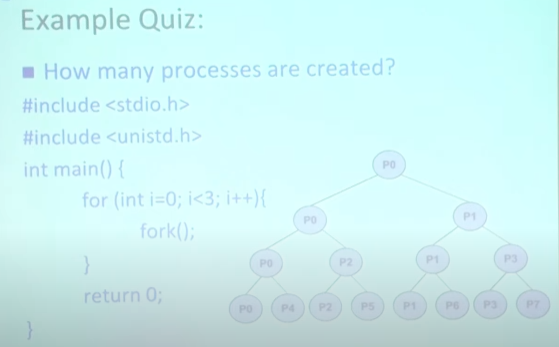 Example Quiz:
■ How many processes are created?
#include <stdio.h>
#include <unistd.h>
int main() {
for (int i=0; i<3; i++){
fork();
}
return 0;
}
P0
P0 P1
P0 P2 P1 P3
P0 P4 P2 P5 P1 P6 P3 P7